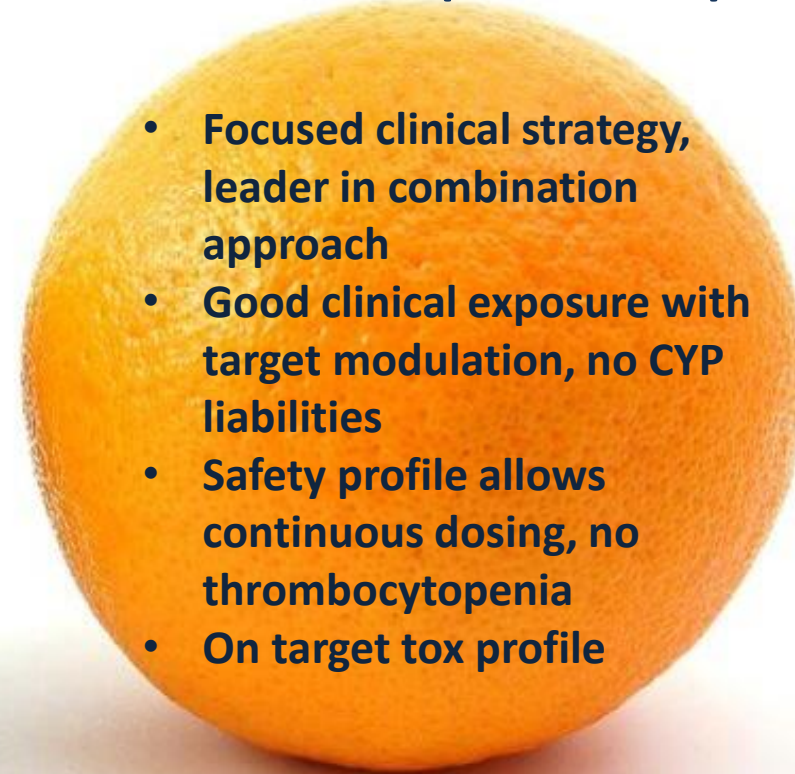 • Focused clinical strategy,
leader in combination
approach
• Good clinical exposure with
target modulation, no CYP
liabilities
• Safety profile allows
continuous dosing, no
thrombocytopenia
• On target tox profile